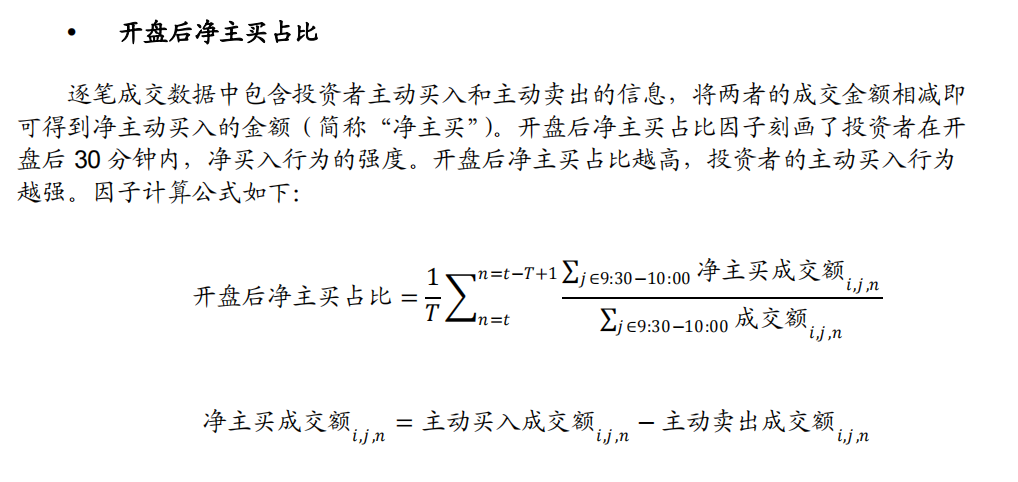 • 开盘后净主买占比
逐笔成交数据中包含投资者主动买入和主动卖出的信息，将两者的成交金额相减即
可得到净主动买入的金额（简称“净主买”）。开盘后净主买占比因子刻画了投资者在开
盘后 30 分钟内，净买入行为的强度。开盘后净主买占比越高，投资者的主动买入行为
越强。因子计算公式如下：
开盘后净主买占比 = 1/T ∑_{n=t}^{n=t−T+1} ∑_{j∈9:30−10:00} 净主买成交额_{i,j,n} / ∑_{j∈9:30−10:00} 成交额_{i,j,n}
净主买成交额_{i,j,n} = 主动买入成交额_{i,j,n} − 主动卖出成交额_{i,j,n}